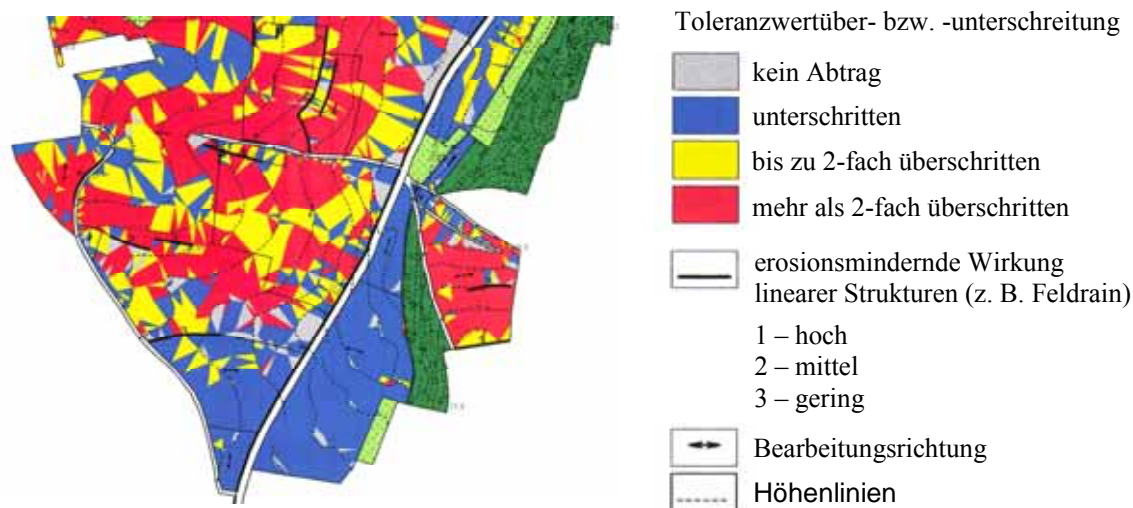 Toleranzwertüber- bzw. -unterschreitung
kein Abtrag
unterschritten
bis zu 2-fach überschritten
mehr als 2-fach überschritten
erosionsmindernde Wirkung
linearer Strukturen (z. B. Feldrain)
1 – hoch
2 – mittel
3 – gering
Bearbeitungsrichtung
Höhenlinien